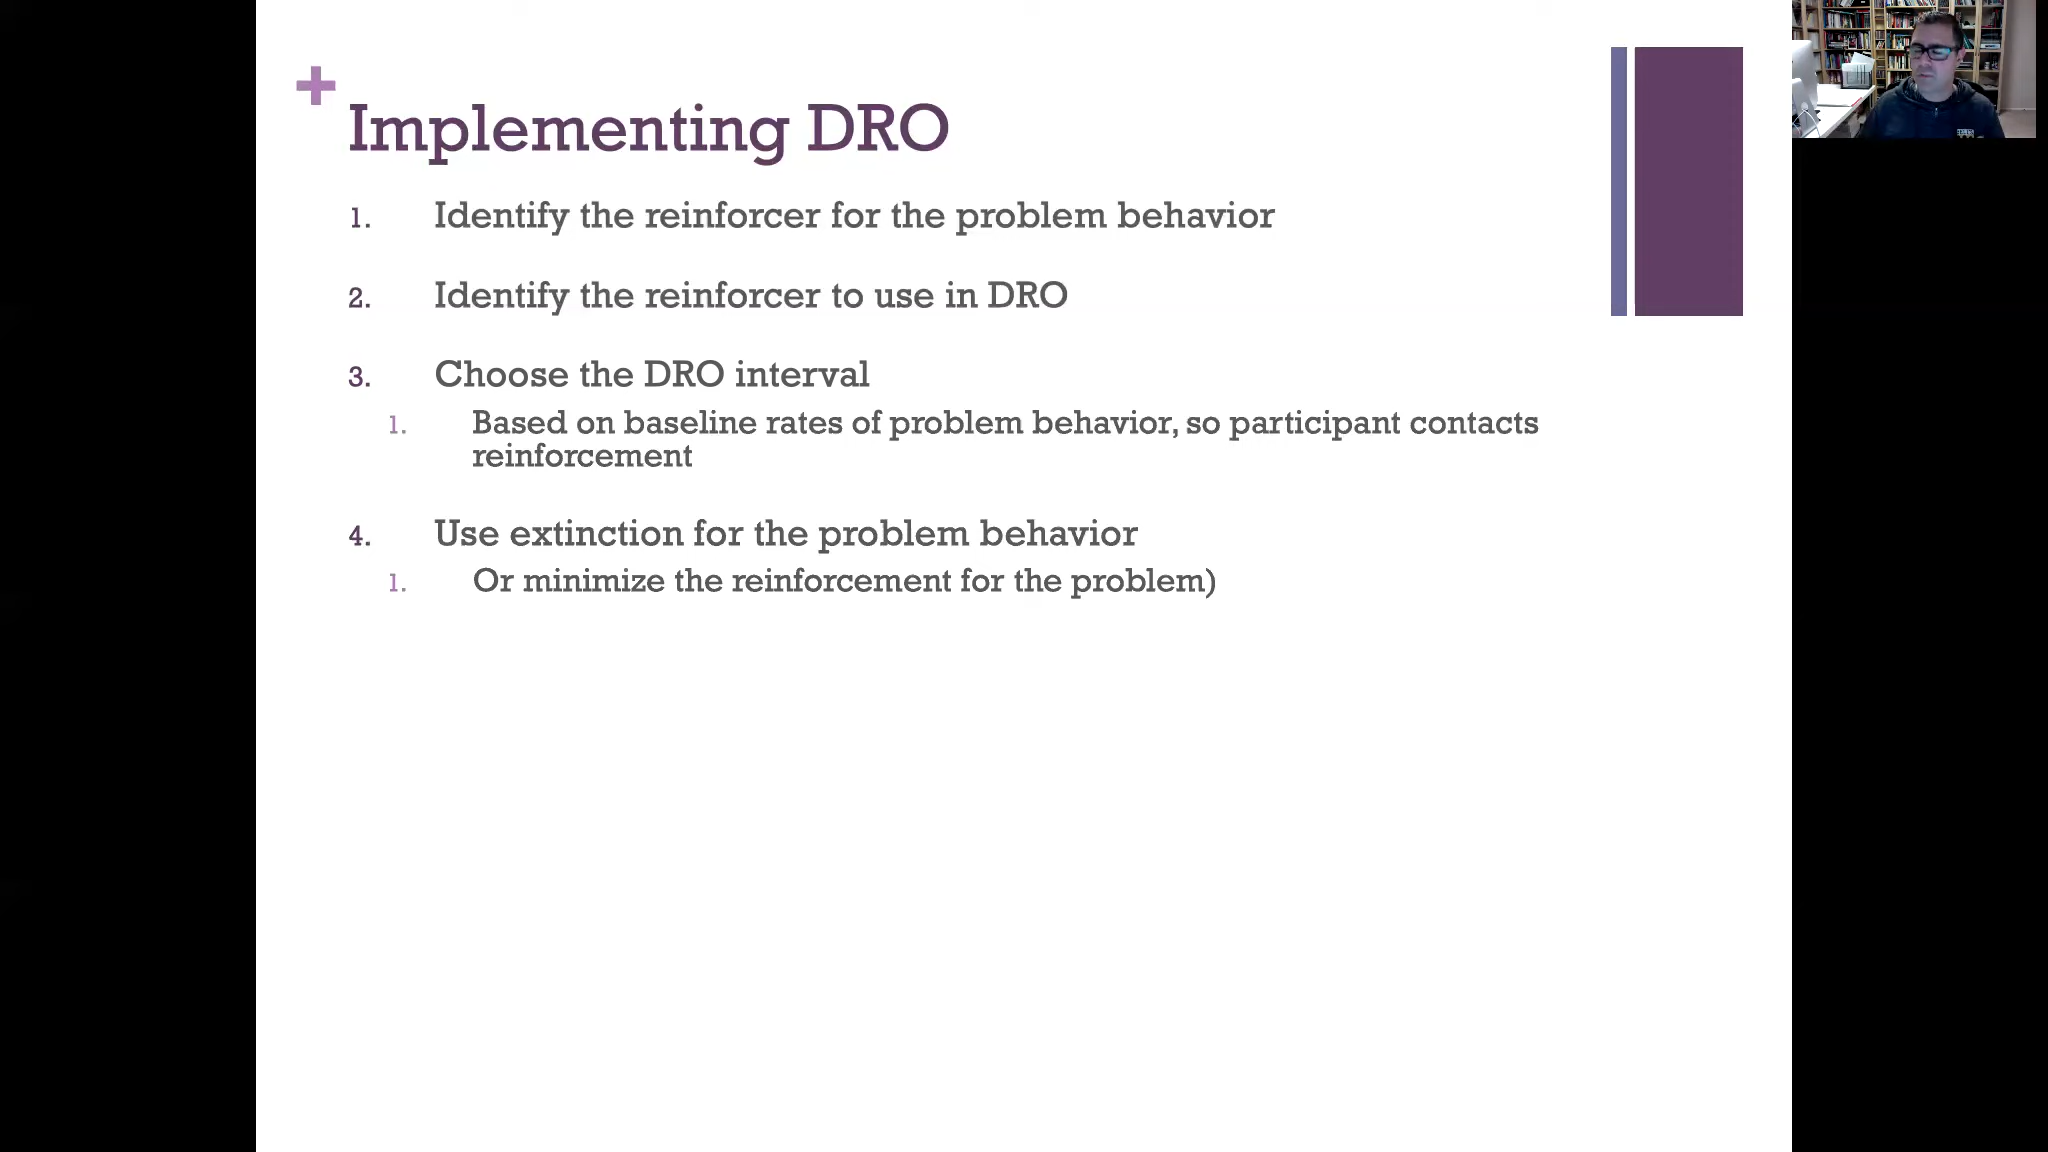 +
Implementing DRO
1. Identify the reinforcer for the problem behavior
2. Identify the reinforcer to use in DRO
3. Choose the DRO interval
1. Based on baseline rates of problem behavior, so participant contacts
reinforcement
4. Use extinction for the problem behavior
1. Or minimize the reinforcement for the problem)